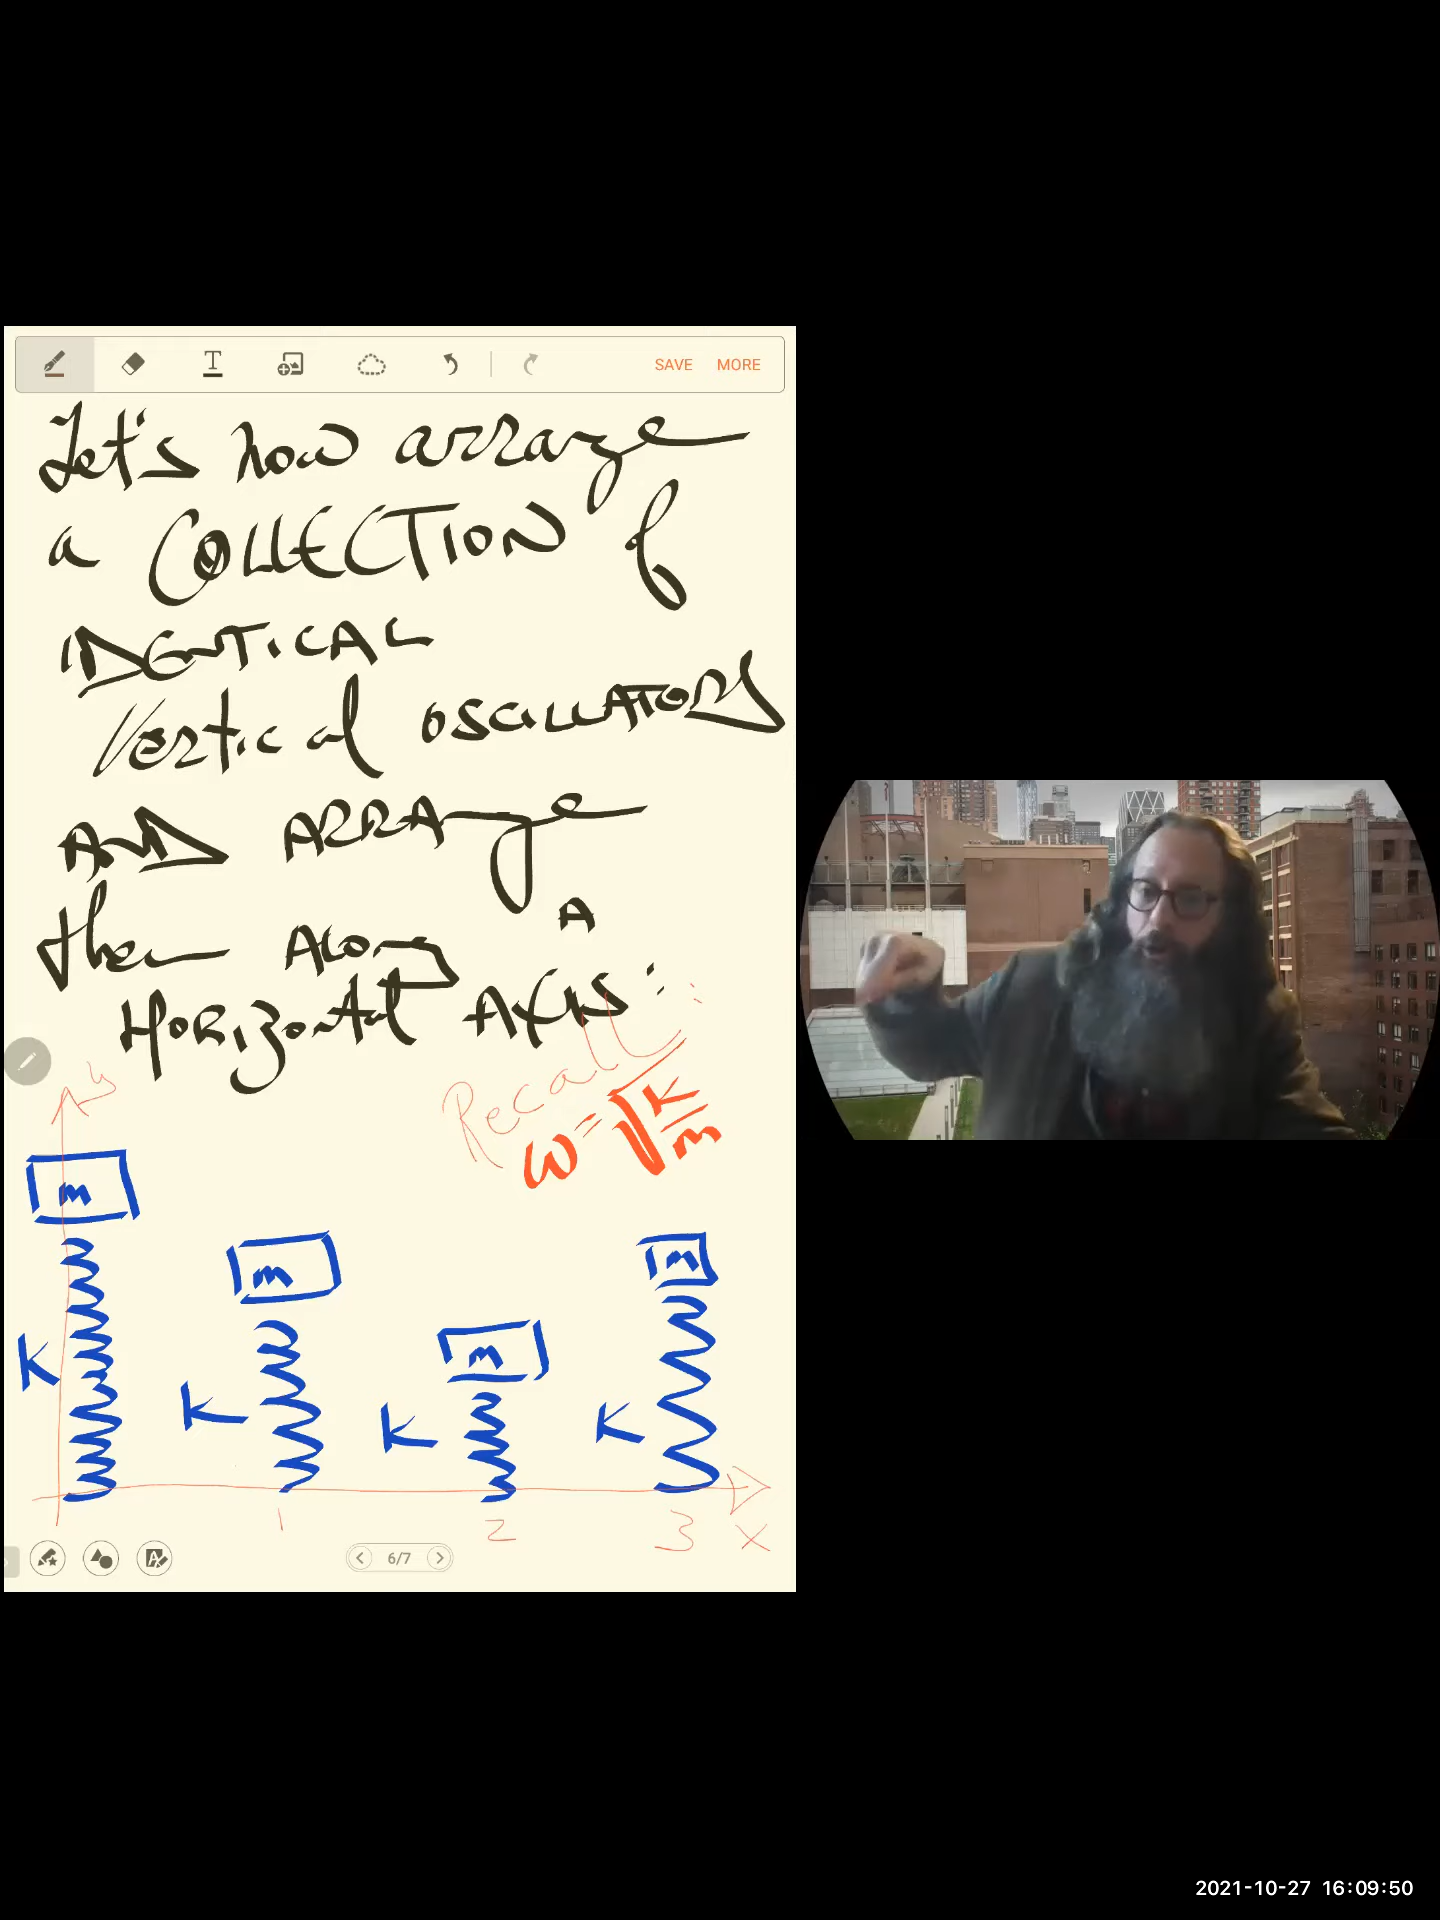 T
SAVE
MORE
Let's now arrange
a COLLECTION of
IDENTICAL
Vertical OSCILLATORY
AND ARRAnge
them Along A
HORIZontal AXIS:
Recall:
y
ω = √K/m
m
m
m
m
K
K
K
K
1
2
3
X
6/7
2021-10-27 16:09:50